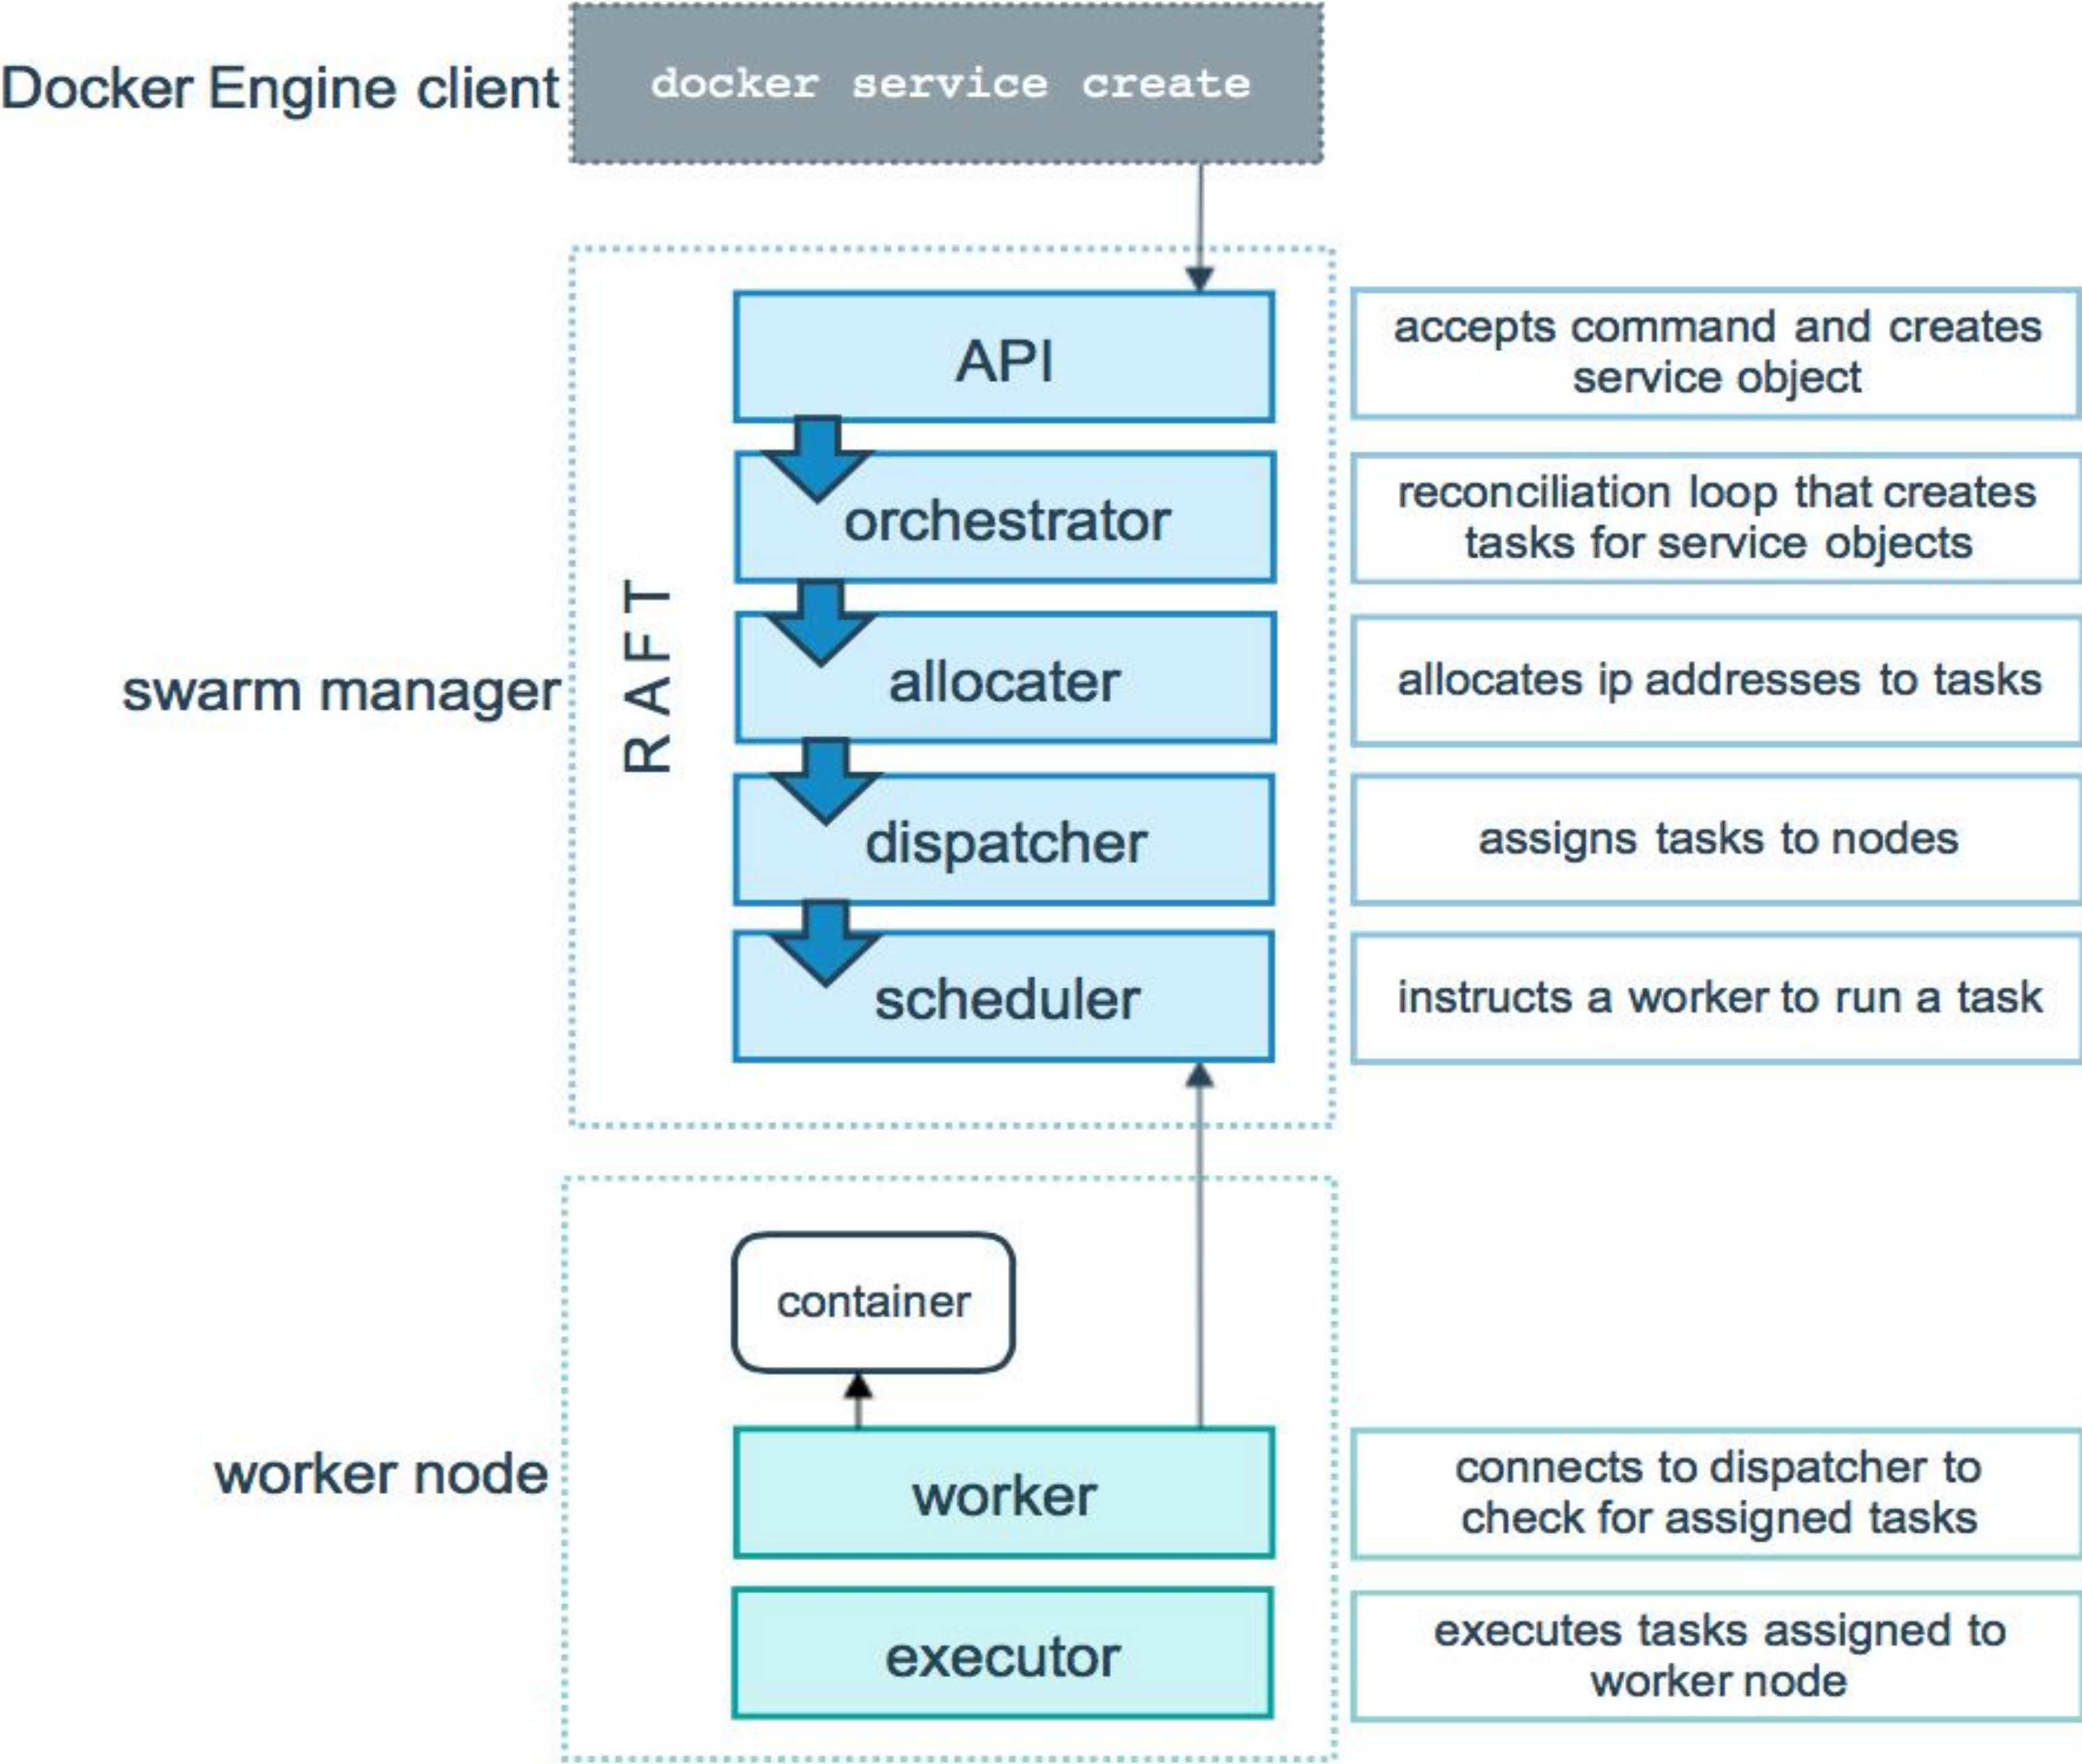 Docker Engine client
docker service create
swarm manager
RAFT
API
accepts command and creates
service object
orchestrator
reconciliation loop that creates
tasks for service objects
allocater
allocates ip addresses to tasks
dispatcher
assigns tasks to nodes
scheduler
instructs a worker to run a task
worker node
container
worker
connects to dispatcher to
check for assigned tasks
executor
executes tasks assigned to
worker node